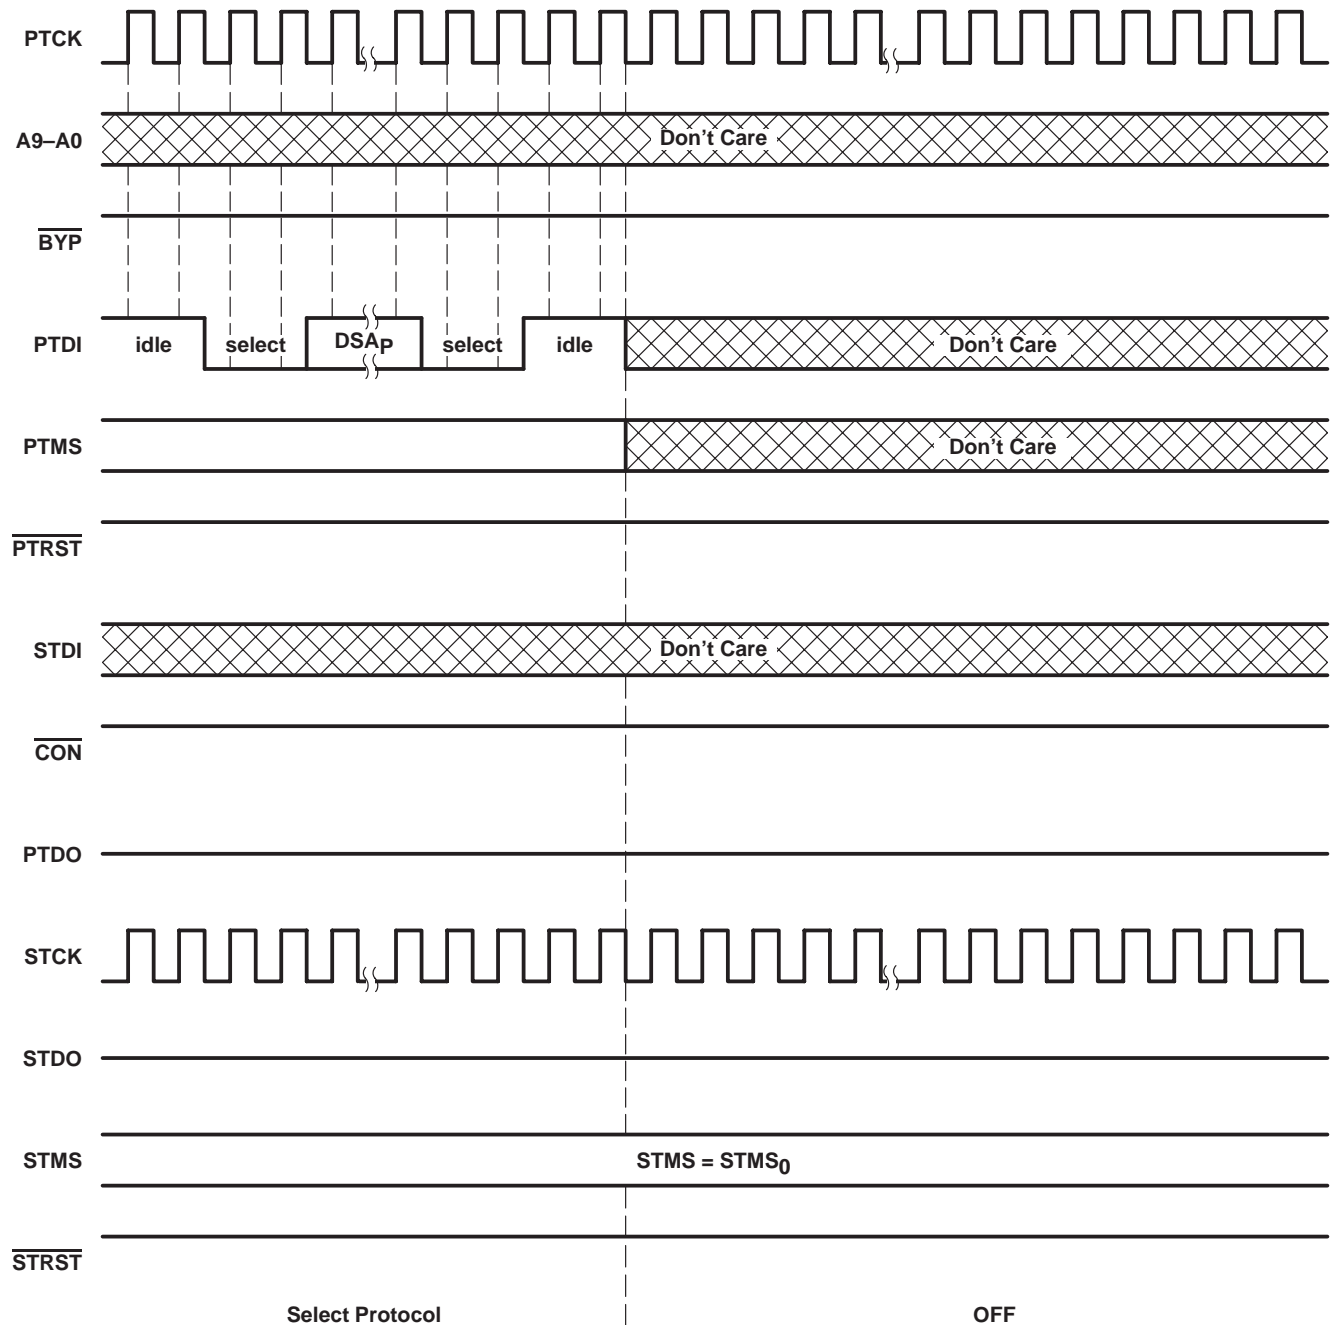 PTCK
A9–A0
Don't Care
BYP
PTDI
idle
select
DSAP
select
idle
Don't Care
PTMS
Don't Care
PTRST
STDI
Don't Care
CON
PTDO
STCK
STDO
STMS
STMS = STMS0
STRST
Select Protocol
OFF